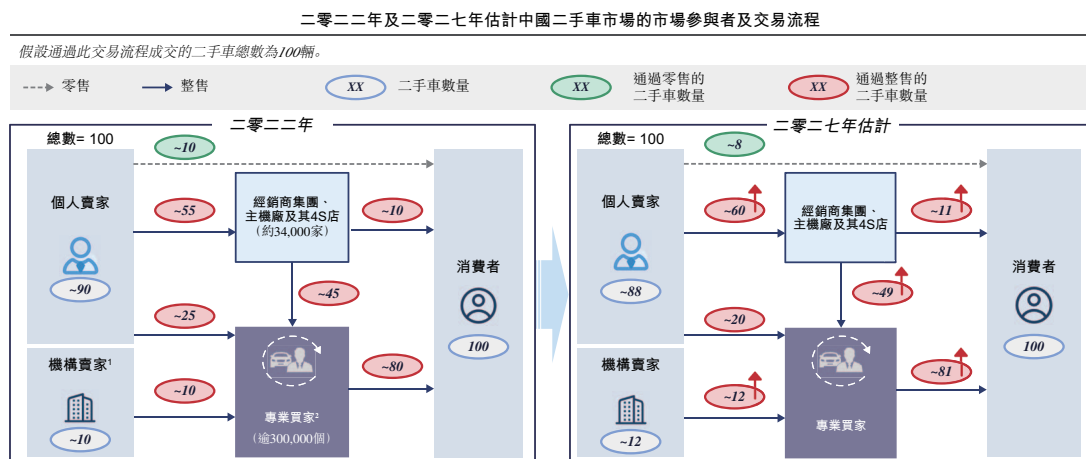 二零二二年及二零二七年估計中國二手車市場的市場參與者及交易流程
假設通過此交易流程成交的二手車總數為100輛。
零售
整售
XX
二手車數量
XX
通過零售的
二手車數量
XX
通過整售的
二手車數量
二零二二年
總數= 100
~10
個人賣家
~90
~55
經銷商集團、
主機廠及其4S店
(約34,000家)
~10
~45
消費者
100
~25
機構賣家¹
~10
~10
專業買家²
(逾300,000個)
~80
二零二七年估計
總數= 100
~8
個人賣家
~88
~60
經銷商集團、
主機廠及其4S店
~11
~49
消費者
100
~20
機構賣家
~12
~12
專業買家
~81